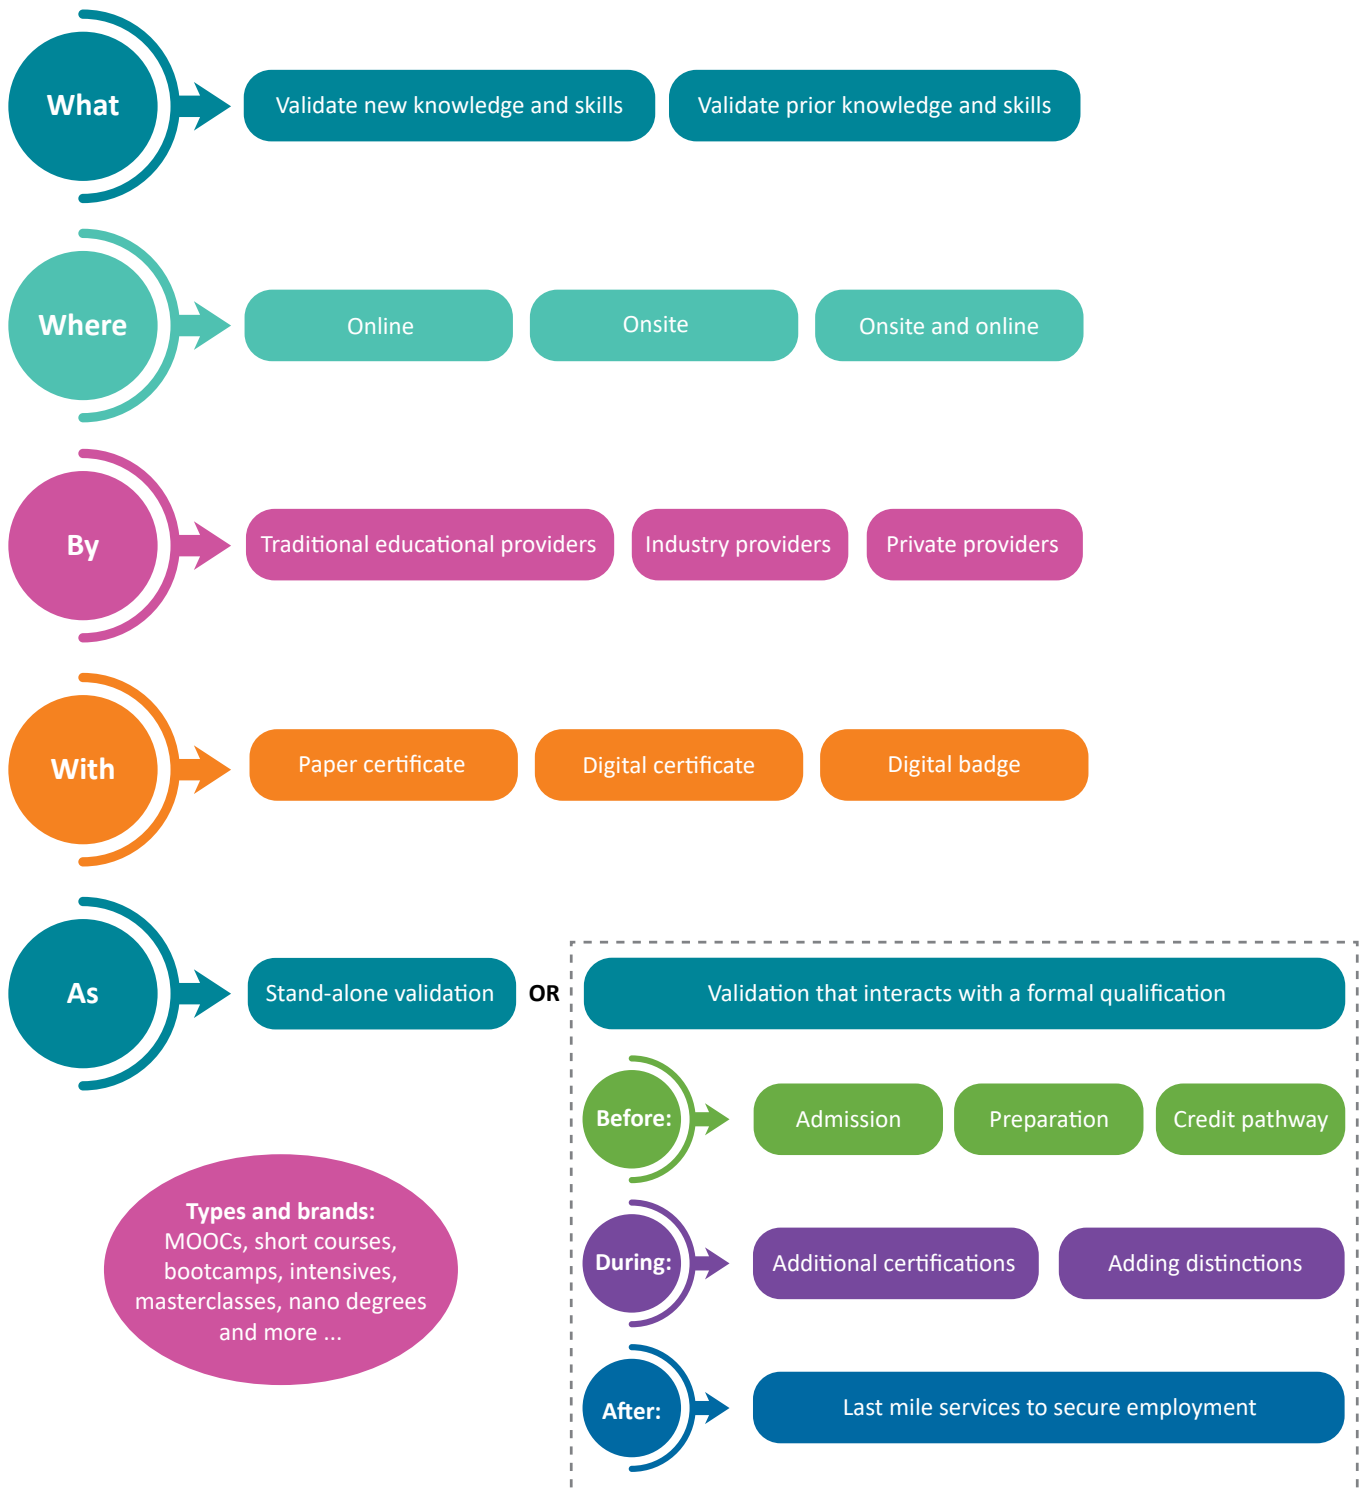 What
Validate new knowledge and skills
Validate prior knowledge and skills
Where
Online
Onsite
Onsite and online
By
Traditional educational providers
Industry providers
Private providers
With
Paper certificate
Digital certificate
Digital badge
As
Stand-alone validation
OR
Validation that interacts with a formal qualification
Before:
Admission
Preparation
Credit pathway
During:
Additional certifications
Adding distinctions
After:
Last mile services to secure employment
Types and brands:
MOOCs, short courses,
bootcamps, intensives,
masterclasses, nano degrees
and more ...